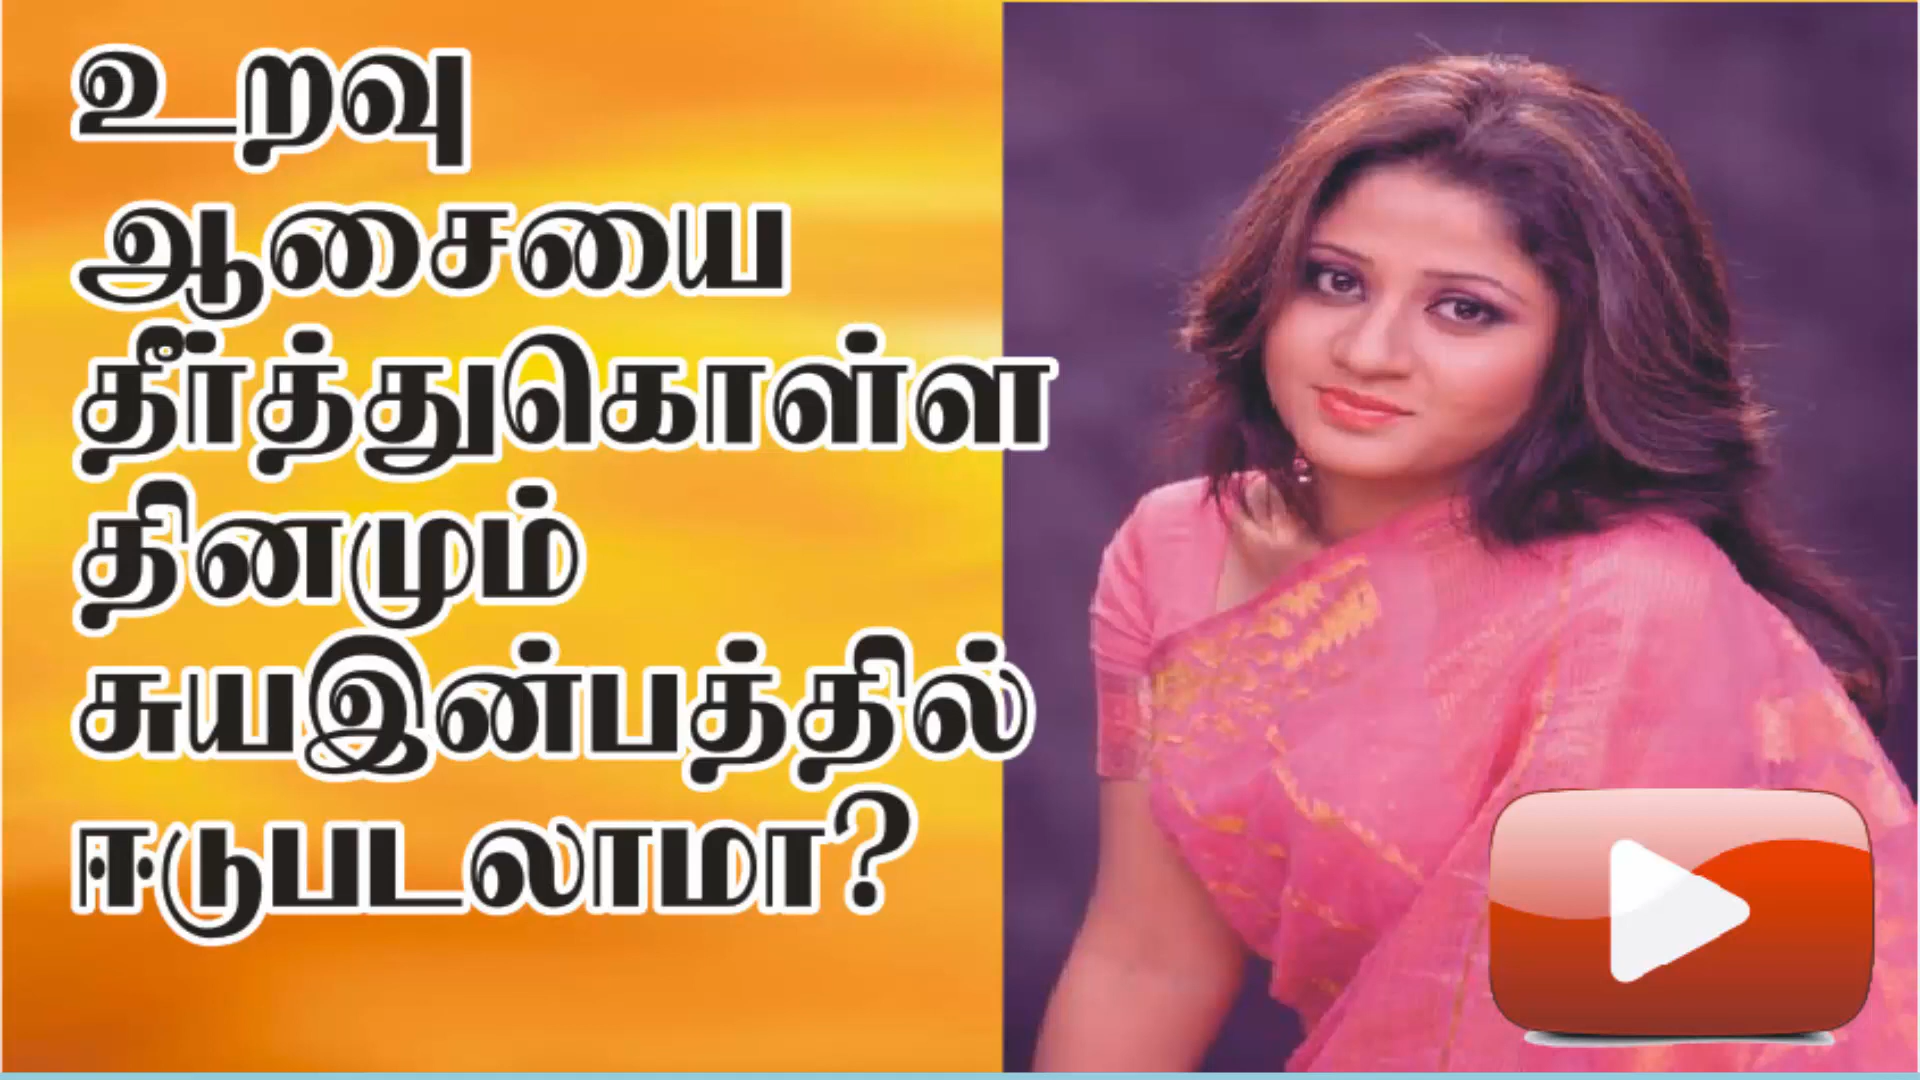 உறவு
ஆசையை
தீர்த்துகொள்ள
தினமும்
சுயஇன்பத்தில்
ஈடுபடலாமா?